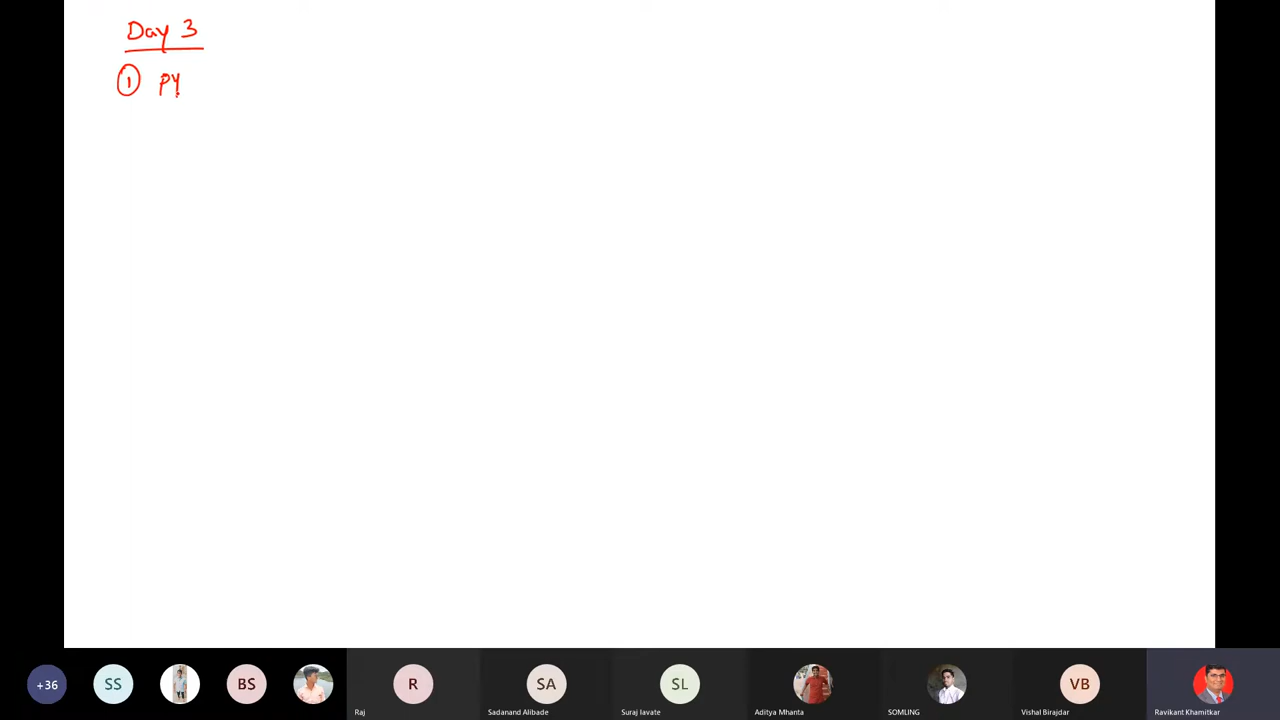 Day 3
① PY
+36
SS
BS
R
SA
SL
VB
Raj
Sadanand Alibade
Suraj Javate
Aditya Mhanta
SOMLING
Vishal Birajdar
Ravikant Khamitkar